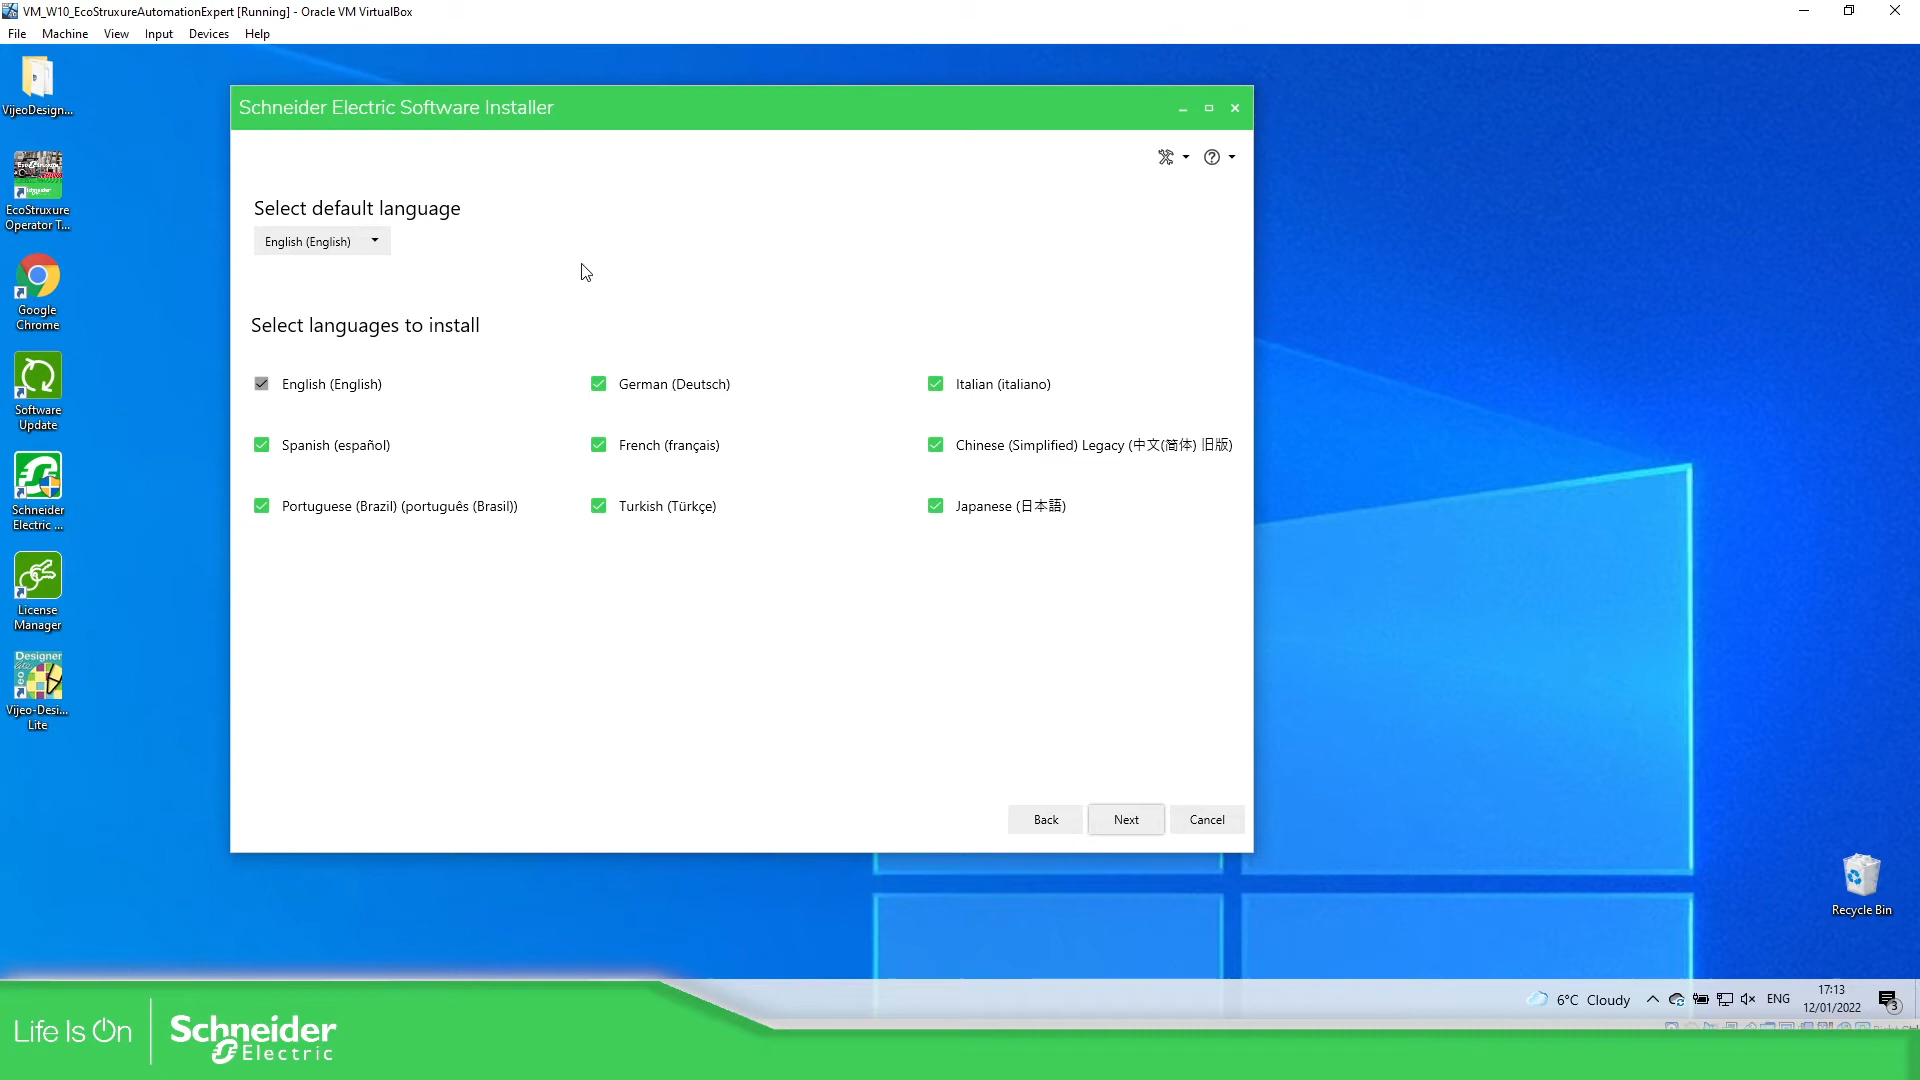 VM_W10_EcoStruxureAutomationExpert [Running] - Oracle VM VirtualBox
File Machine View Input Devices Help
VijeoDesign...
EcoStruxure
Operator T...
Google
Chrome
Software
Update
Schneider
Electric ...
License
Manager
Designer
Vijeo-Desi...
Lite
Schneider Electric Software Installer
Select default language
English (English)
Select languages to install
English (English)
German (Deutsch)
Italian (italiano)
Spanish (español)
French (français)
Chinese (Simplified) Legacy (中文(简体) 旧版)
Portuguese (Brazil) (português (Brasil))
Turkish (Türkçe)
Japanese (日本語)
Back
Next
Cancel
Recycle Bin
6°C Cloudy
ENG
17:13
12/01/2022
3
Life Is On
Schneider
Electric